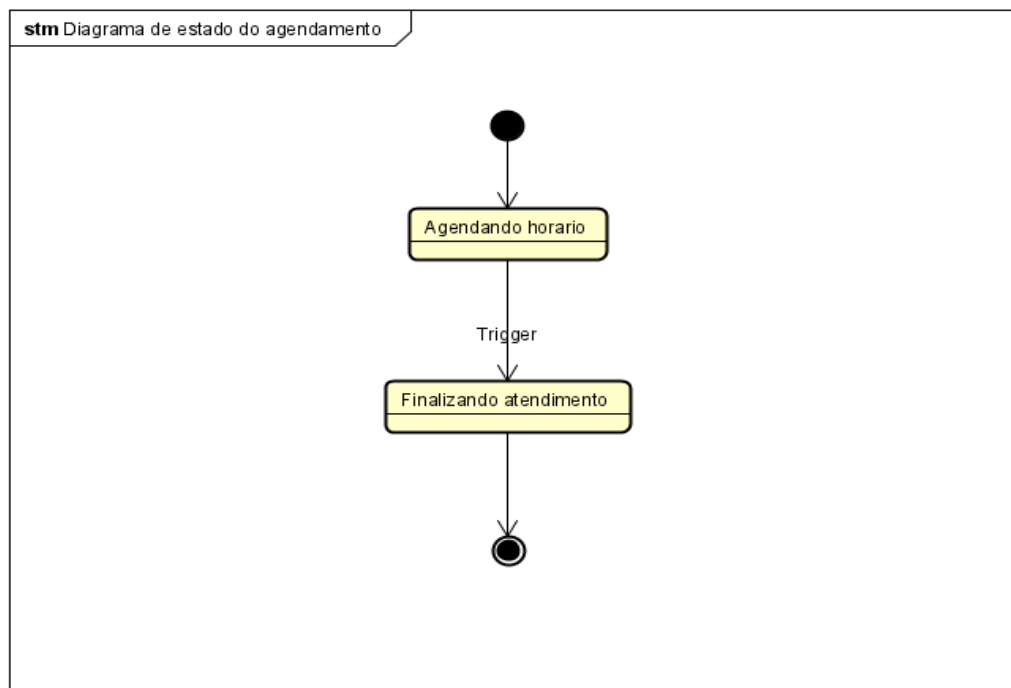 stm Diagrama de estado do agendamento
Agendando horario
Trigger
Finalizando atendimento